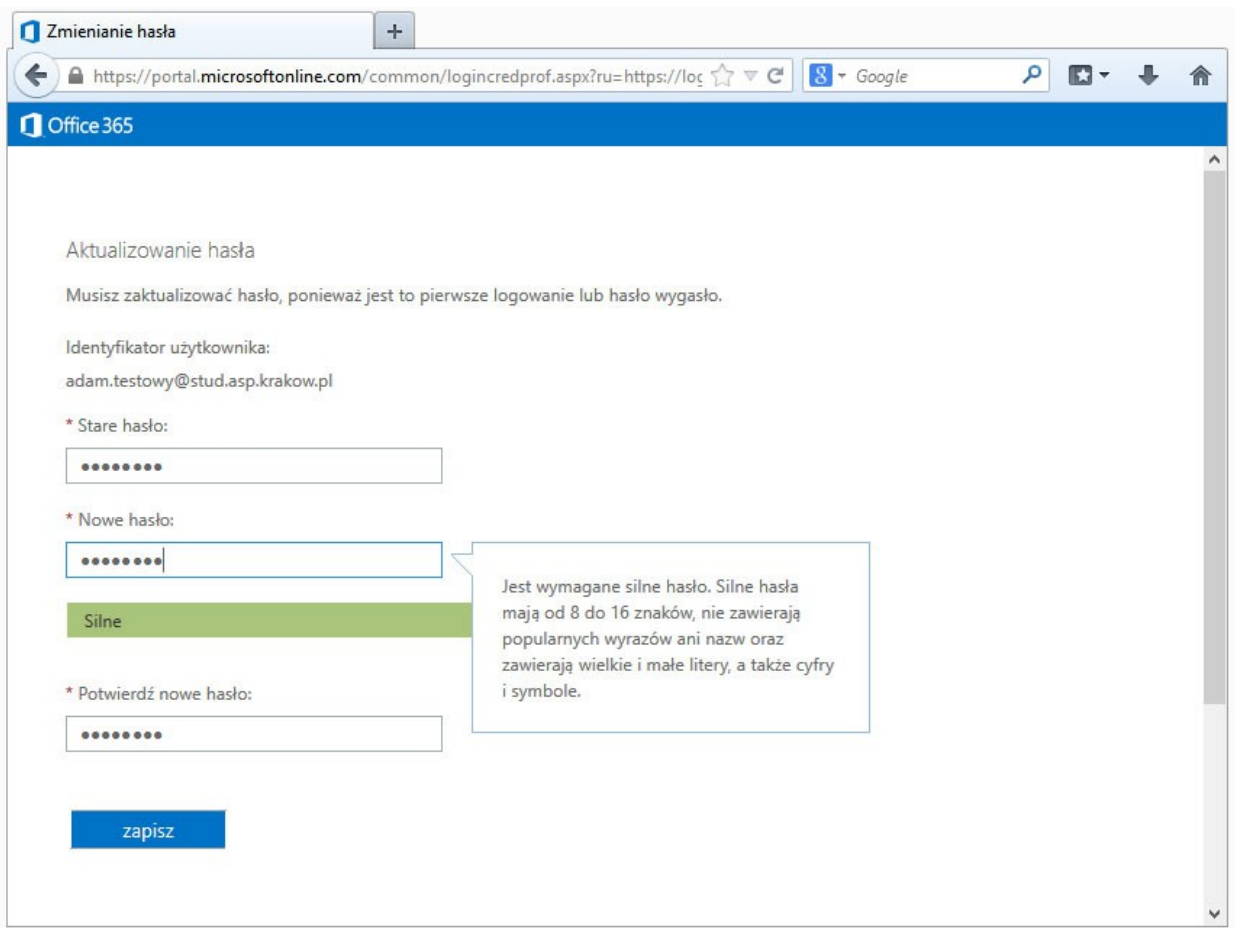 Zmienianie hasła
https://portal.microsoftonline.com/common/logincredprof.aspx?ru=https://log
Google
Office 365
Aktualizowanie hasła
Musisz zaktualizować hasło, ponieważ jest to pierwsze logowanie lub hasło wygasło.
Identyfikator użytkownika:
adam.testowy@stud.asp.krakow.pl
* Stare hasło:
* Nowe hasło:
Jest wymagane silne hasło. Silne hasła
mają od 8 do 16 znaków, nie zawierają
popularnych wyrazów ani nazw oraz
zawierają wielkie i małe litery, a także cyfry
i symbole.
Silne
* Potwierdź nowe hasło:
zapisz